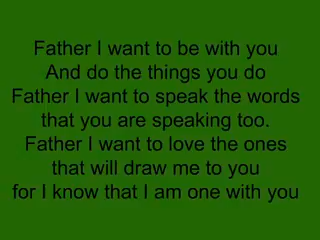 Father I want to be with you
And do the things you do
Father I want to speak the words
that you are speaking too.
Father I want to love the ones
that will draw me to you
for I know that I am one with you